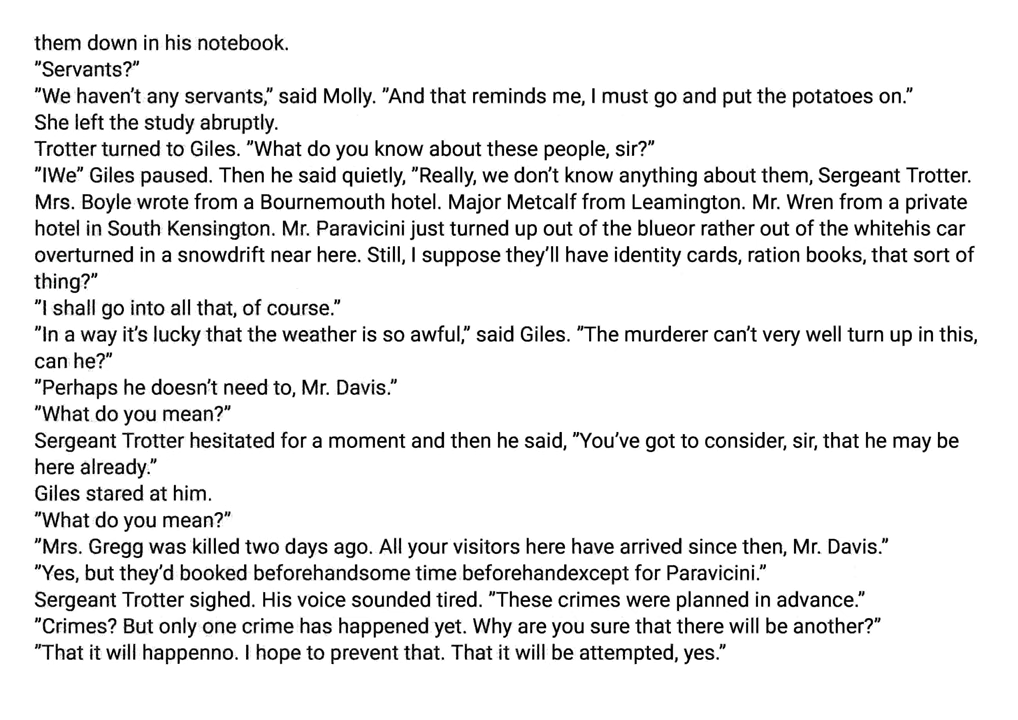 them down in his notebook.
"Servants?"
"We haven't any servants," said Molly. "And that reminds me, I must go and put the potatoes on."
She left the study abruptly.
Trotter turned to Giles. "What do you know about these people, sir?"
"IWe" Giles paused. Then he said quietly, "Really, we don't know anything about them, Sergeant Trotter.
Mrs. Boyle wrote from a Bournemouth hotel. Major Metcalf from Leamington. Mr. Wren from a private
hotel in South Kensington. Mr. Paravicini just turned up out of the blueor rather out of the whitehis car
overturned in a snowdrift near here. Still, I suppose they'll have identity cards, ration books, that sort of
thing?"
"I shall go into all that, of course."
"In a way it's lucky that the weather is so awful," said Giles. "The murderer can't very well turn up in this,
can he?"
"Perhaps he doesn't need to, Mr. Davis."
"What do you mean?"
Sergeant Trotter hesitated for a moment and then he said, "You've got to consider, sir, that he may be
here already."
Giles stared at him.
"What do you mean?"
"Mrs. Gregg was killed two days ago. All your visitors here have arrived since then, Mr. Davis."
"Yes, but they'd booked beforehandsome time beforehandexcept for Paravicini."
Sergeant Trotter sighed. His voice sounded tired. "These crimes were planned in advance."
"Crimes? But only one crime has happened yet. Why are you sure that there will be another?"
"That it will happenno. I hope to prevent that. That it will be attempted, yes."